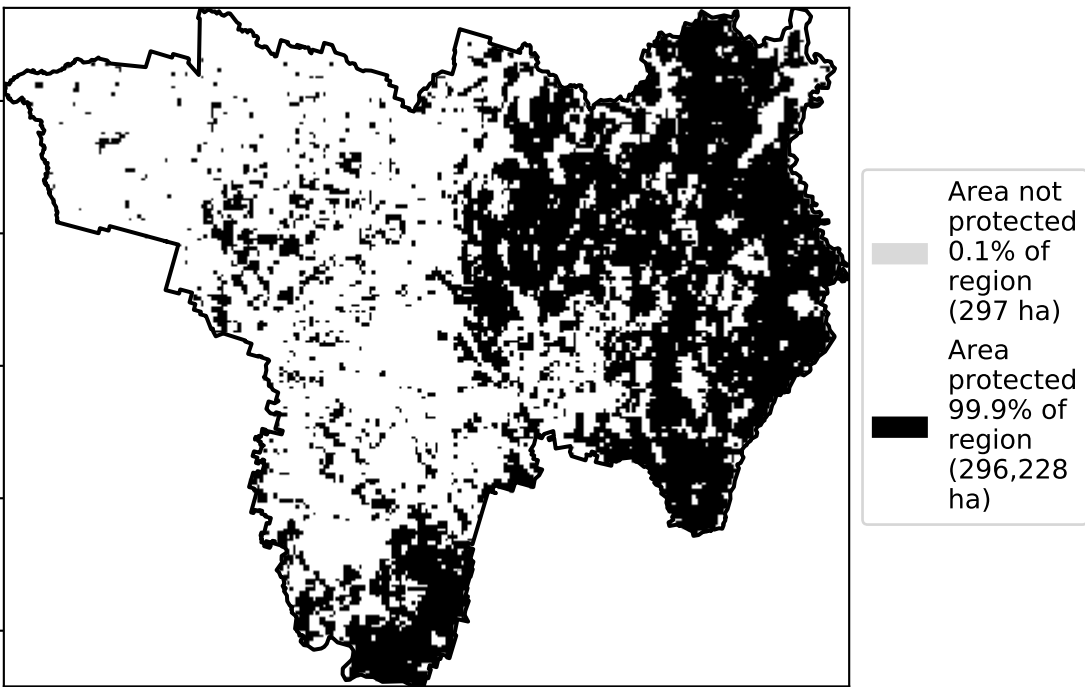 Area not
protected
0.1% of
region
(297 ha)
Area
protected
99.9% of
region
(296,228
ha)